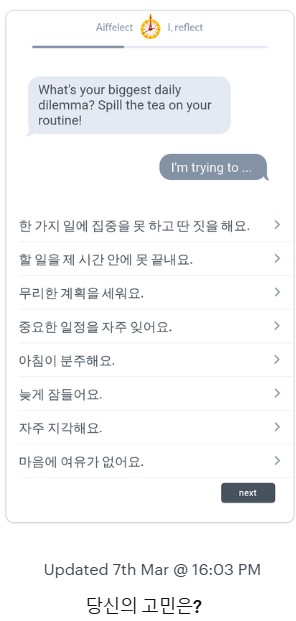 Aiffelect I, reflect
What's your biggest daily
dilemma? Spill the tea on your
routine!
I'm trying to ...
한 가지 일에 집중을 못 하고 딴 짓을 해요.
할 일을 제 시간 안에 못 끝내요.
무리한 계획을 세워요.
중요한 일정을 자주 잊어요.
아침이 분주해요.
늦게 잠들어요.
자주 지각해요.
마음에 여유가 없어요.
next
Updated 7th Mar @ 16:03 PM
당신의 고민은?